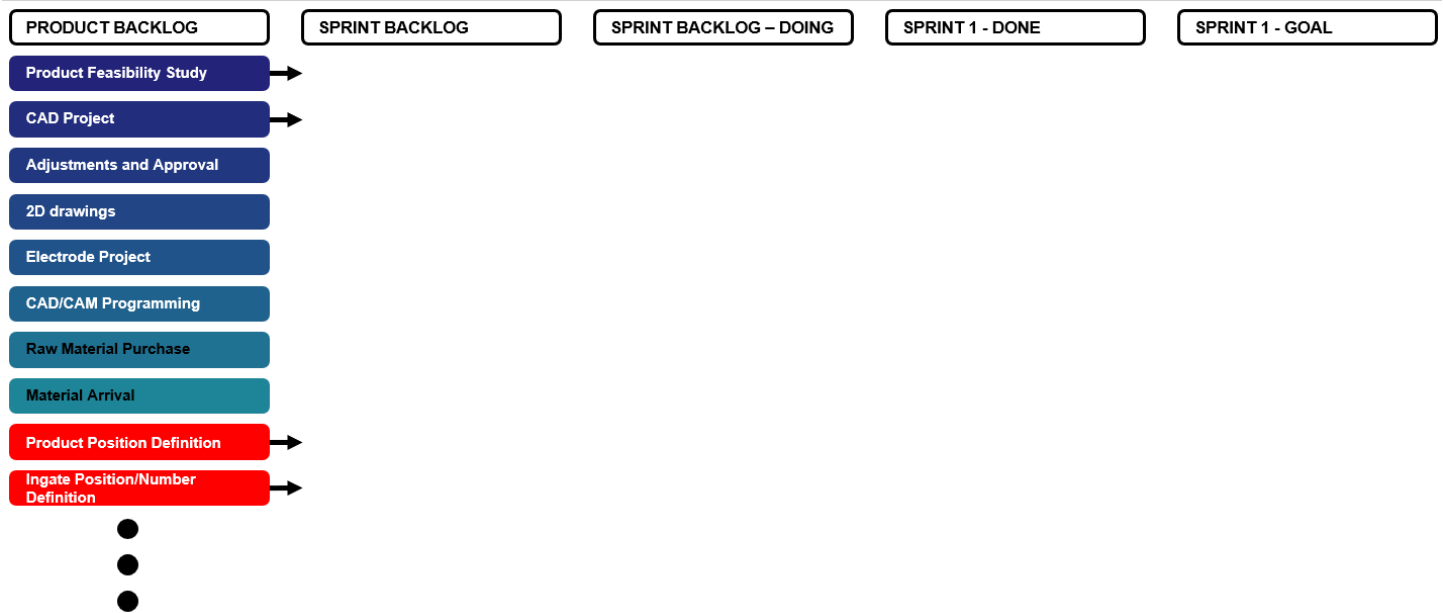 PRODUCT BACKLOG
SPRINT BACKLOG
SPRINT BACKLOG – DOING
SPRINT 1 - DONE
SPRINT 1 - GOAL
Product Feasibility Study
CAD Project
Adjustments and Approval
2D drawings
Electrode Project
CAD/CAM Programming
Raw Material Purchase
Material Arrival
Product Position Definition
Ingate Position/Number
Definition